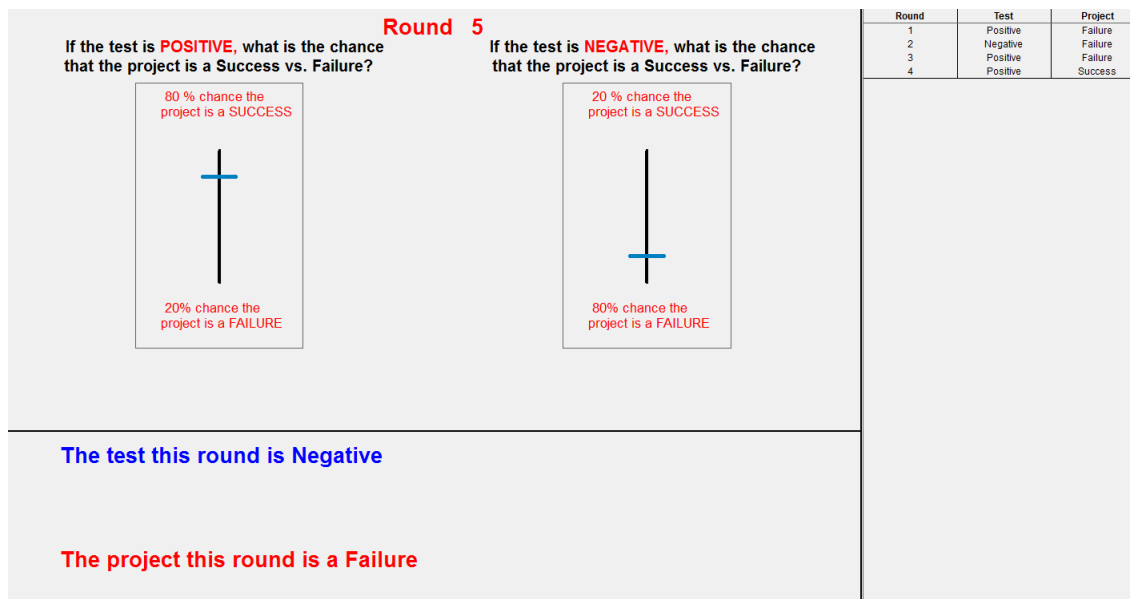 Round 5
If the test is POSITIVE, what is the chance
that the project is a Success vs. Failure?
80 % chance the
project is a SUCCESS
20% chance the
project is a FAILURE
If the test is NEGATIVE, what is the chance
that the project is a Success vs. Failure?
20 % chance the
project is a SUCCESS
80% chance the
project is a FAILURE
The test this round is Negative
The project this round is a Failure
Round Test Project
1 Positive Failure
2 Negative Failure
3 Positive Failure
4 Positive Success